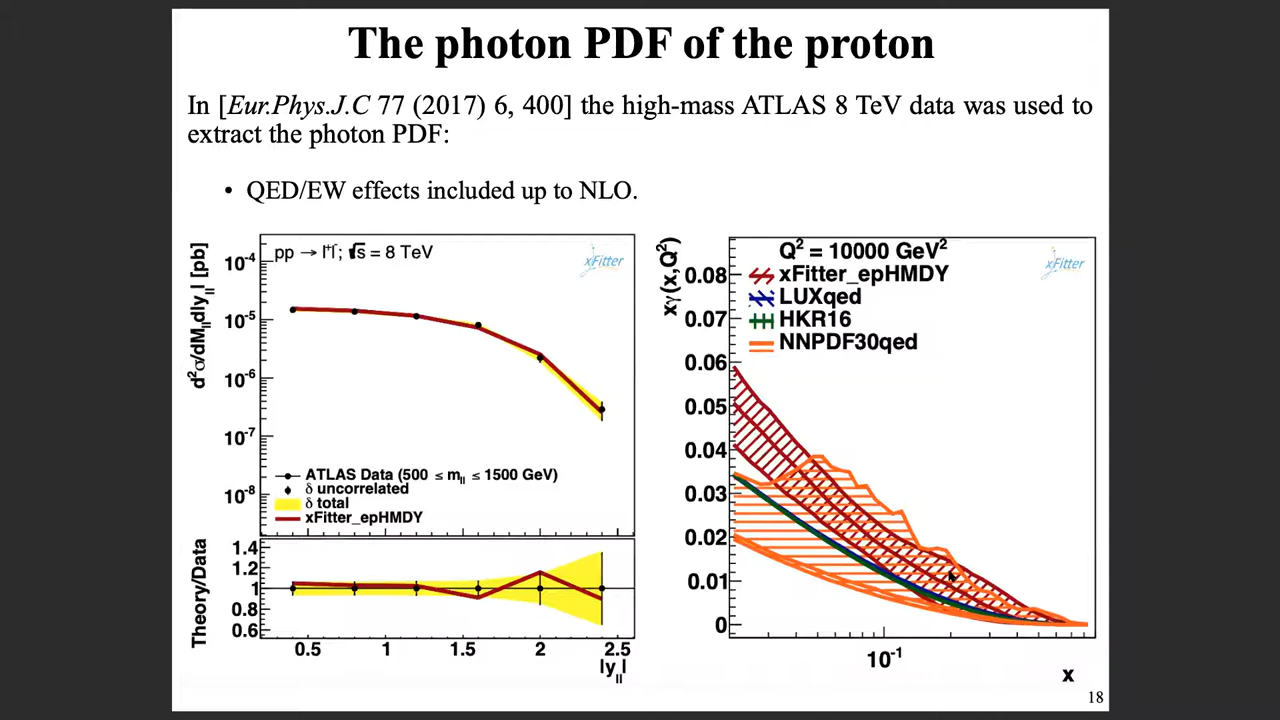 The photon PDF of the proton
In [Eur.Phys.J.C 77 (2017) 6, 400] the high-mass ATLAS 8 TeV data was used to
extract the photon PDF:
• QED/EW effects included up to NLO.
d²σ/dM_ll d|y_ll| [pb]
pp → l⁺l⁻; √s = 8 TeV
xFitter
10⁻⁴
10⁻⁵
10⁻⁶
10⁻⁷
10⁻⁸
ATLAS Data (500 ≤ m_ll ≤ 1500 GeV)
δ uncorrelated
δ total
xFitter_epHMDY
Theory/Data
1.4
1.2
1
0.8
0.6
0.5 1 1.5 2 2.5
|y_ll|
xγ(x,Q²)
Q² = 10000 GeV²
xFitter_epHMDY
LUXqed
HKR16
NNPDF30qed
xFitter
0.08
0.07
0.06
0.05
0.04
0.03
0.02
0.01
0
10⁻¹
x
18